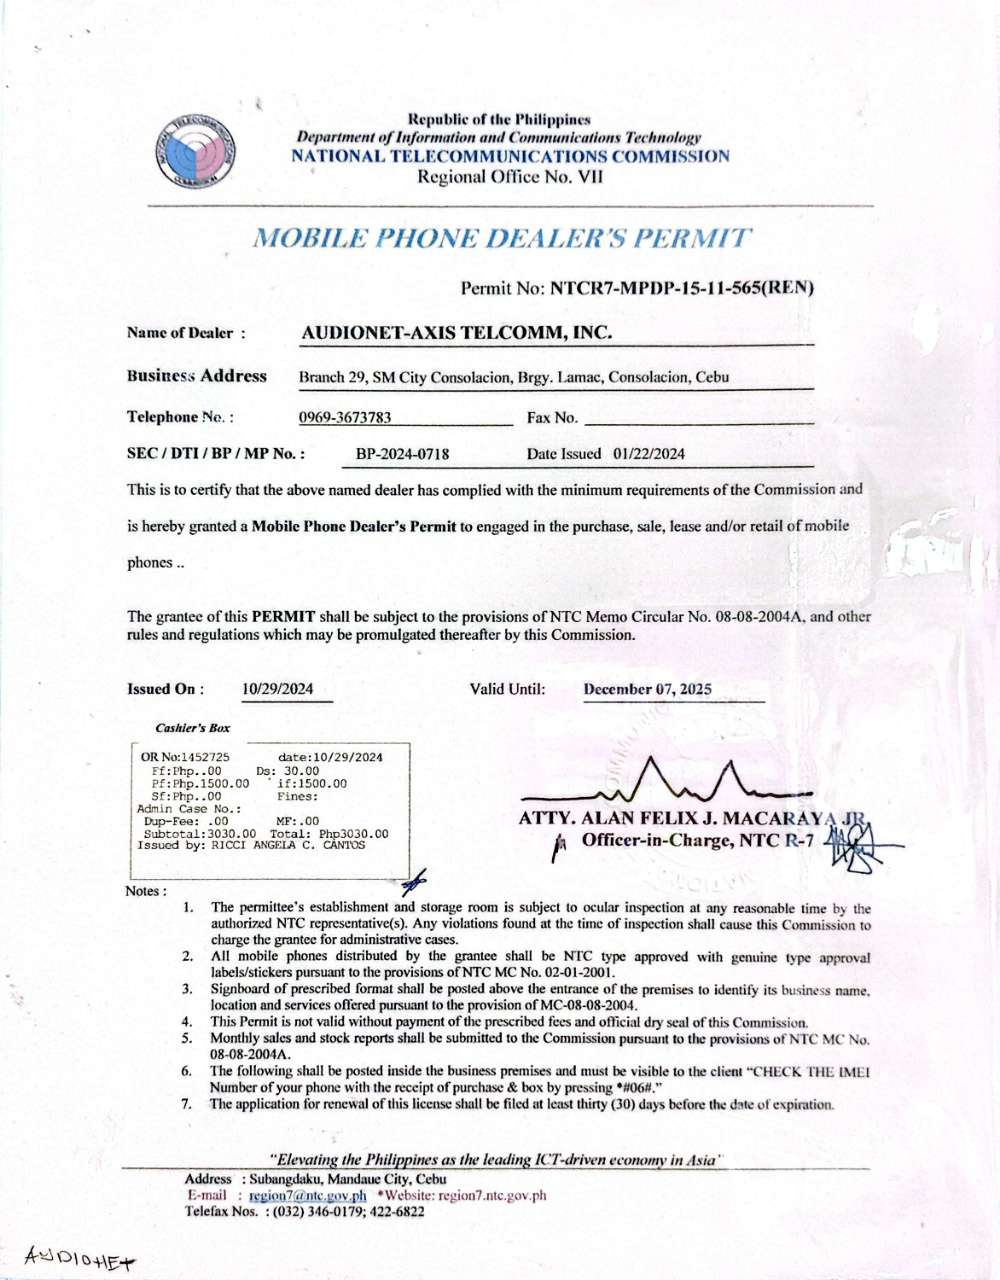 Republic of the Philippines
Department of Information and Communications Technology
NATIONAL TELECOMMUNICATIONS COMMISSION
Regional Office No. VII
NATIONAL TELECOMMUNICATIONS
COMMISSION
MOBILE PHONE DEALER'S PERMIT
Permit No: NTCR7-MPDP-15-11-565(REN)
Name of Dealer : AUDIONET-AXIS TELCOMM, INC.
Business Address Branch 29, SM City Consolacion, Brgy. Lamac, Consolacion, Cebu
Telephone No. : 0969-3673783 Fax No.
SEC / DTI / BP / MP No. : BP-2024-0718 Date Issued 01/22/2024
This is to certify that the above named dealer has complied with the minimum requirements of the Commission and
is hereby granted a Mobile Phone Dealer's Permit to engaged in the purchase, sale, lease and/or retail of mobile
phones ..
The grantee of this PERMIT shall be subject to the provisions of NTC Memo Circular No. 08-08-2004A, and other
rules and regulations which may be promulgated thereafter by this Commission.
Issued On : 10/29/2024 Valid Until: December 07, 2025
Cashier's Box
OR No:1452725 date:10/29/2024
Ff:Php..00 Ds: 30.00
Pf:Php.1500.00 if:1500.00
Sf:Php..00 Fines:
Admin Case No.:
Dup-Fee: .00 MF:.00
Subtotal:3030.00 Total: Php3030.00
Issued by: RICCI ANGELA C. CANTOS
ATTY. ALAN FELIX J. MACARAYA JR.
Officer-in-Charge, NTC R-7
Notes :
1. The permittee's establishment and storage room is subject to ocular inspection at any reasonable time by the
authorized NTC representative(s). Any violations found at the time of inspection shall cause this Commission to
charge the grantee for administrative cases.
2. All mobile phones distributed by the grantee shall be NTC type approved with genuine type approval
labels/stickers pursuant to the provisions of NTC MC No. 02-01-2001.
3. Signboard of prescribed format shall be posted above the entrance of the premises to identify its business name,
location and services offered pursuant to the provision of MC-08-08-2004.
4. This Permit is not valid without payment of the prescribed fees and official dry seal of this Commission.
5. Monthly sales and stock reports shall be submitted to the Commission pursuant to the provisions of NTC MC No.
08-08-2004A.
6. The following shall be posted inside the business premises and must be visible to the client "CHECK THE IMEI
Number of your phone with the receipt of purchase & box by pressing *#06#."
7. The application for renewal of this license shall be filed at least thirty (30) days before the date of expiration.
"Elevating the Philippines as the leading ICT-driven economy in Asia"
Address : Subangdaku, Mandaue City, Cebu
E-mail : region7@ntc.gov.ph *Website: region7.ntc.gov.ph
Telefax Nos. : (032) 346-0179; 422-6822
AUDIONET